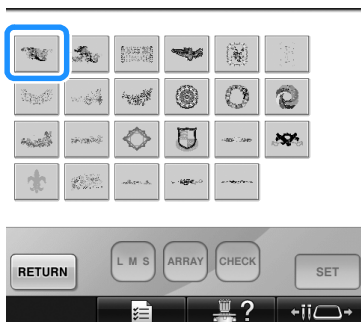 RETURN
L M S
ARRAY
CHECK
SET
?